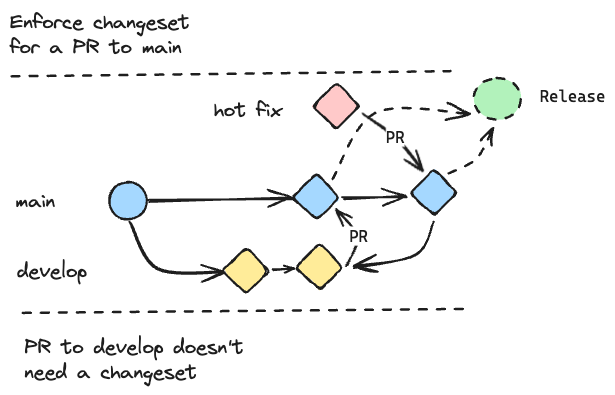 Enforce changeset
for a PR to main
hot fix
Release
PR
main
PR
develop
PR to develop doesn't
need a changeset